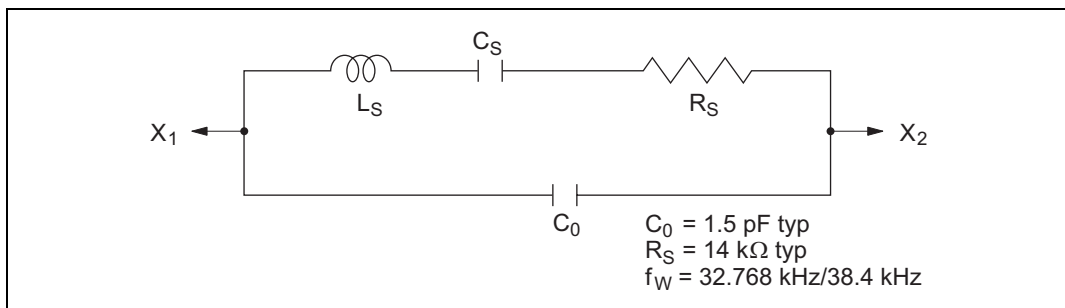 C_S
L_S
R_S
X_1
X_2
C_0
C_0 = 1.5 pF typ
R_S = 14 kΩ typ
f_W = 32.768 kHz/38.4 kHz